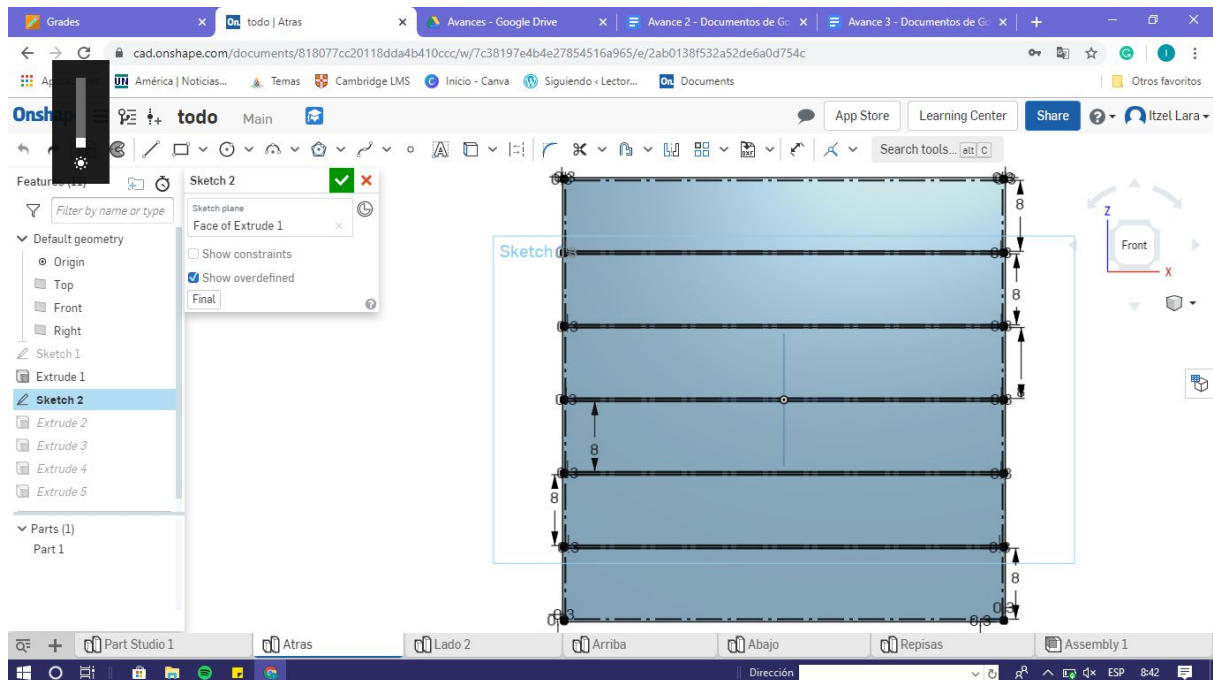 Grades
todo | Atras
Avances - Google Drive
Avance 2 - Documentos de Go
Avance 3 - Documentos de Go
cad.onshape.com/documents/818077cc20118dda4b410ccc/w/7c38197e4b4e27854516a965/e/2ab0138f532a52de6a0d754c
UN América | Noticias...
Temas
Cambridge LMS
Inicio - Canva
Siguiendo ‹ Lector...
On. Documents
Otros favoritos
todo Main
App Store
Learning Center
Share
Itzel Lara
Search tools... alt C
Sketch 2
Filter by name or type
Sketch plane
Face of Extrude 1
Default geometry
Show constraints
Origin
Show overdefined
Top
Final
Front
Right
Sketch 1
Extrude 1
Sketch 2
Extrude 2
Extrude 3
Extrude 4
Extrude 5
Parts (1)
Part 1
Sketch
8
8
8
8
8
8
Z
Front
X
Part Studio 1
Atras
Lado 2
Arriba
Abajo
Repisas
Assembly 1
Dirección
ESP
8:42